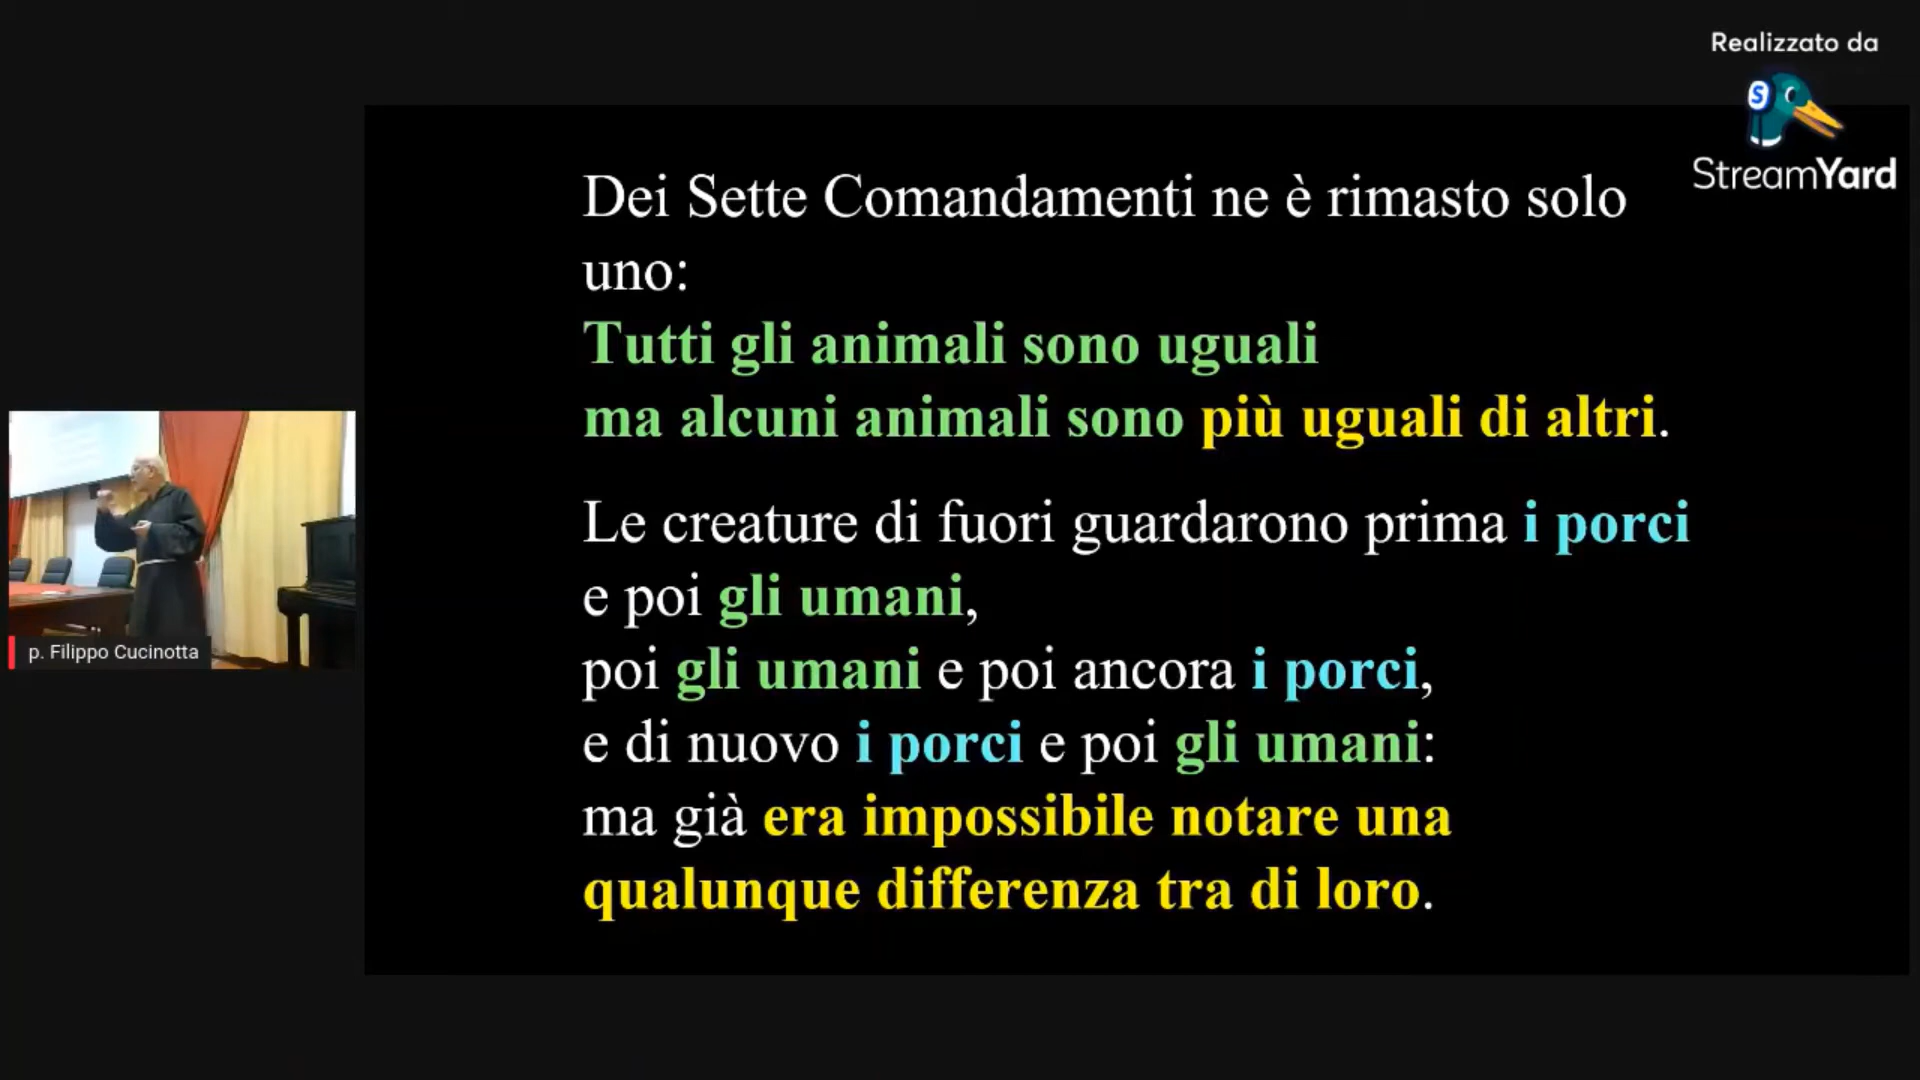 Realizzato da
StreamYard
Dei Sette Comandamenti ne è rimasto solo
uno:
Tutti gli animali sono uguali
ma alcuni animali sono più uguali di altri.
Le creature di fuori guardarono prima i porci
e poi gli umani,
poi gli umani e poi ancora i porci,
e di nuovo i porci e poi gli umani:
ma già era impossibile notare una
qualunque differenza tra di loro.
p. Filippo Cucinotta